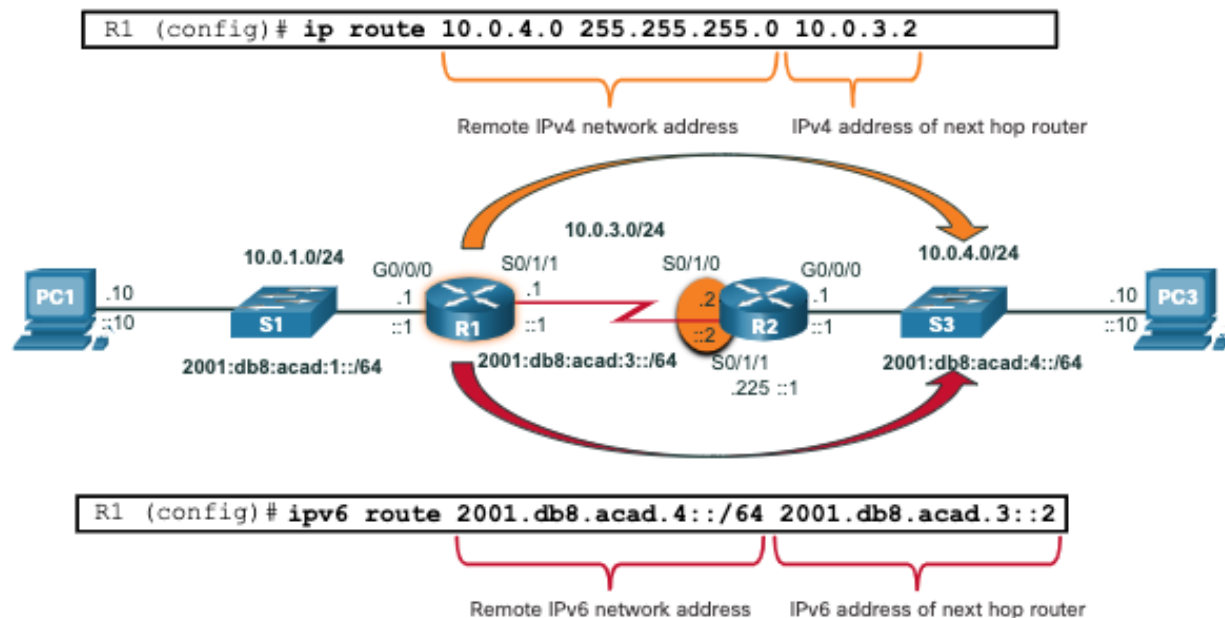 R1 (config)# ip route 10.0.4.0 255.255.255.0 10.0.3.2
Remote IPv4 network address IPv4 address of next hop router
10.0.3.0/24
10.0.1.0/24
10.0.4.0/24
G0/0/0 S0/1/1 S0/1/0 G0/0/0
PC1 .10 .1 .1 .2 .1 .10 PC3
S1 R1 R2 S3
::10 ::1 ::1 ::2 ::1 ::10
2001:db8:acad:1::/64 2001:db8:acad:3::/64 S0/1/1 2001:db8:acad:4::/64
.225 ::1
R1 (config)# ipv6 route 2001.db8.acad.4::/64 2001.db8.acad.3::2
Remote IPv6 network address IPv6 address of next hop router